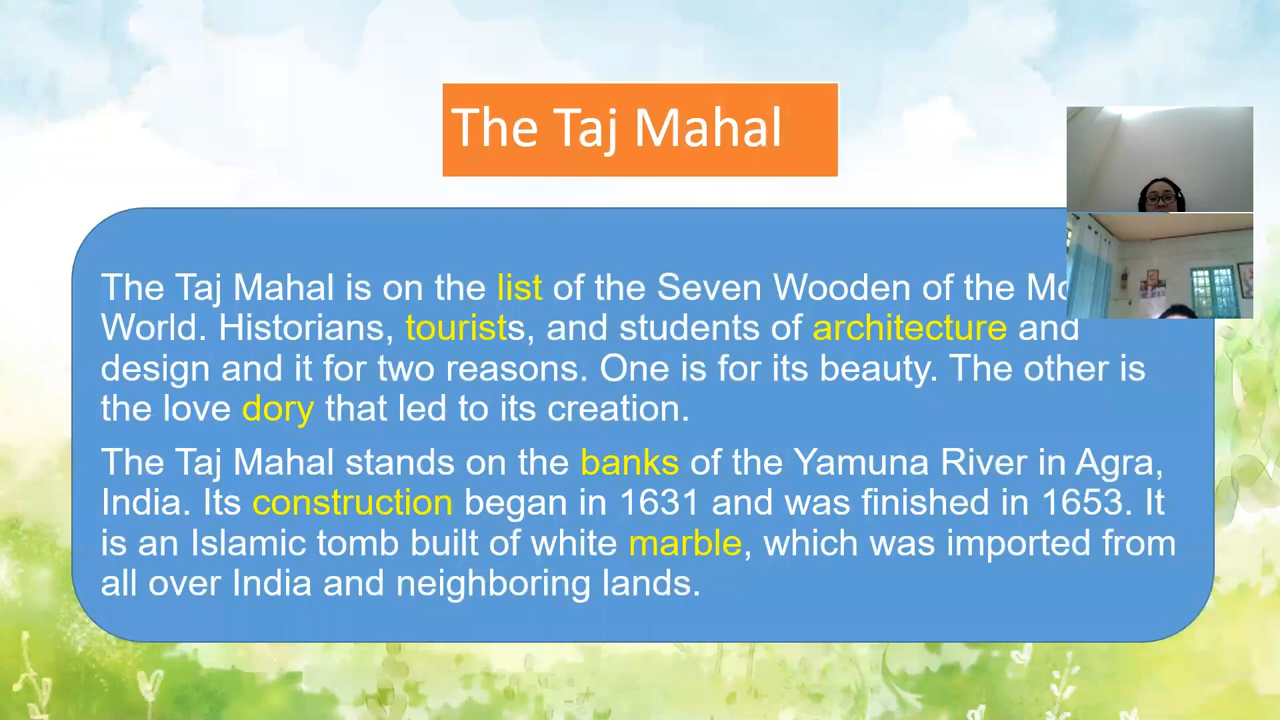 The Taj Mahal
The Taj Mahal is on the list of the Seven Wooden of the
World. Historians, tourists, and students of architecture and
design and it for two reasons. One is for its beauty. The other is
the love dory that led to its creation.
The Taj Mahal stands on the banks of the Yamuna River in Agra,
India. Its construction began in 1631 and was finished in 1653. It
is an Islamic tomb built of white marble, which was imported from
all over India and neighboring lands.